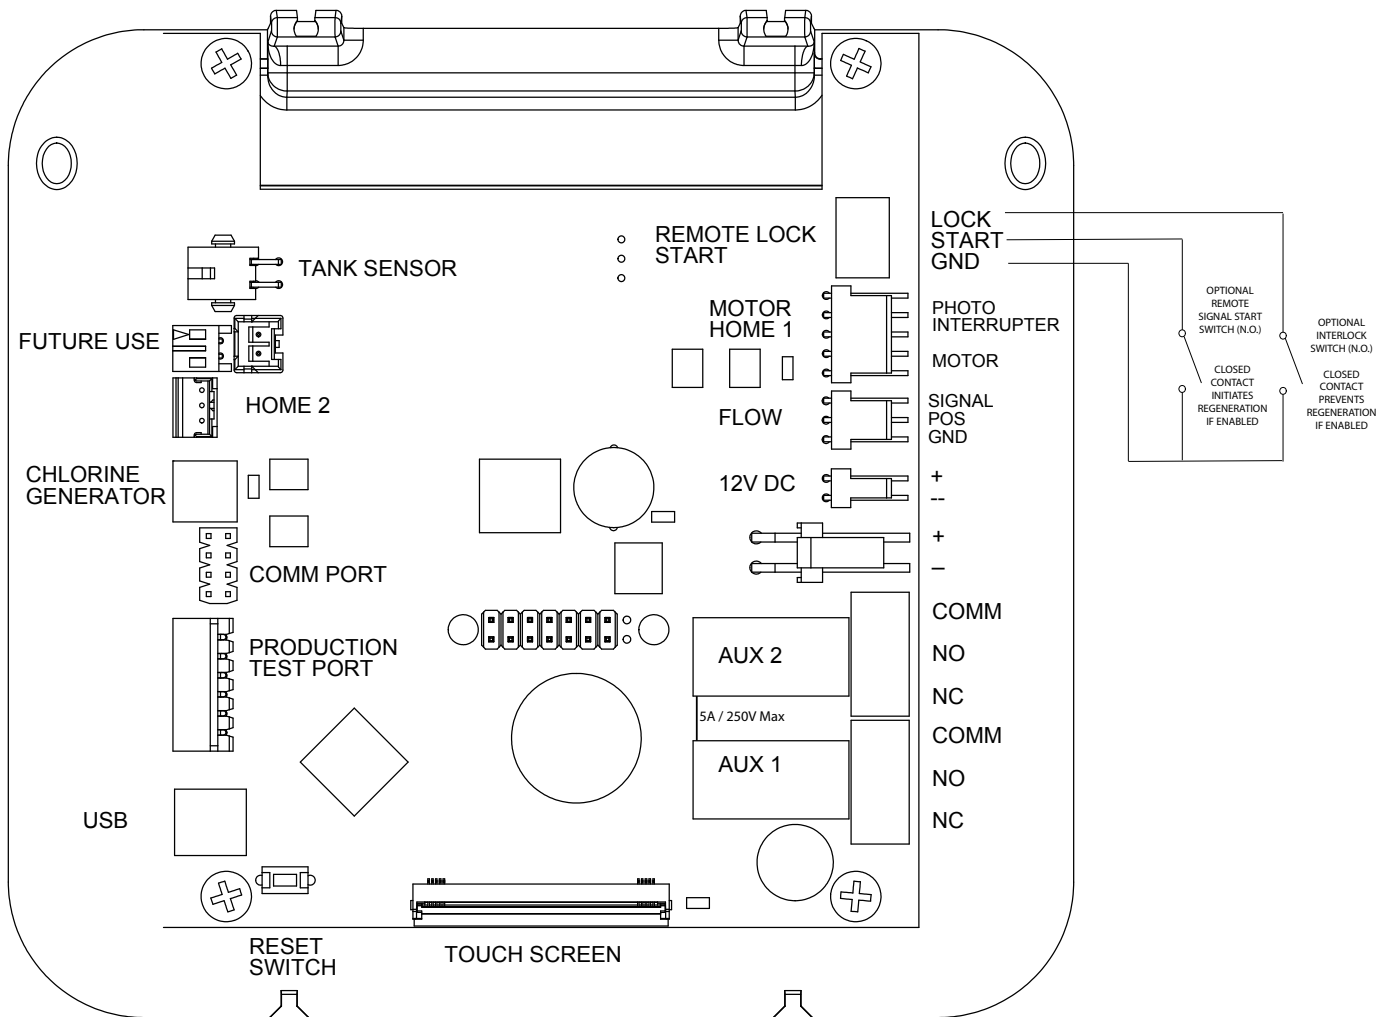 TANK SENSOR
FUTURE USE
HOME 2
CHLORINE
GENERATOR
COMM PORT
PRODUCTION
TEST PORT
USB
RESET
SWITCH
TOUCH SCREEN
REMOTE LOCK
START
MOTOR
HOME 1
FLOW
12V DC
AUX 2
5A / 250V Max
AUX 1
LOCK
START
GND
PHOTO
INTERRUPTER
MOTOR
SIGNAL
POS
GND
+
--
+
–
COMM
NO
NC
COMM
NO
NC
OPTIONAL
REMOTE
SIGNAL START
SWITCH (N.O.)
CLOSED
CONTACT
INITIATES
REGENERATION
IF ENABLED
OPTIONAL
INTERLOCK
SWITCH (N.O.)
CLOSED
CONTACT
PREVENTS
REGENERATION
IF ENABLED